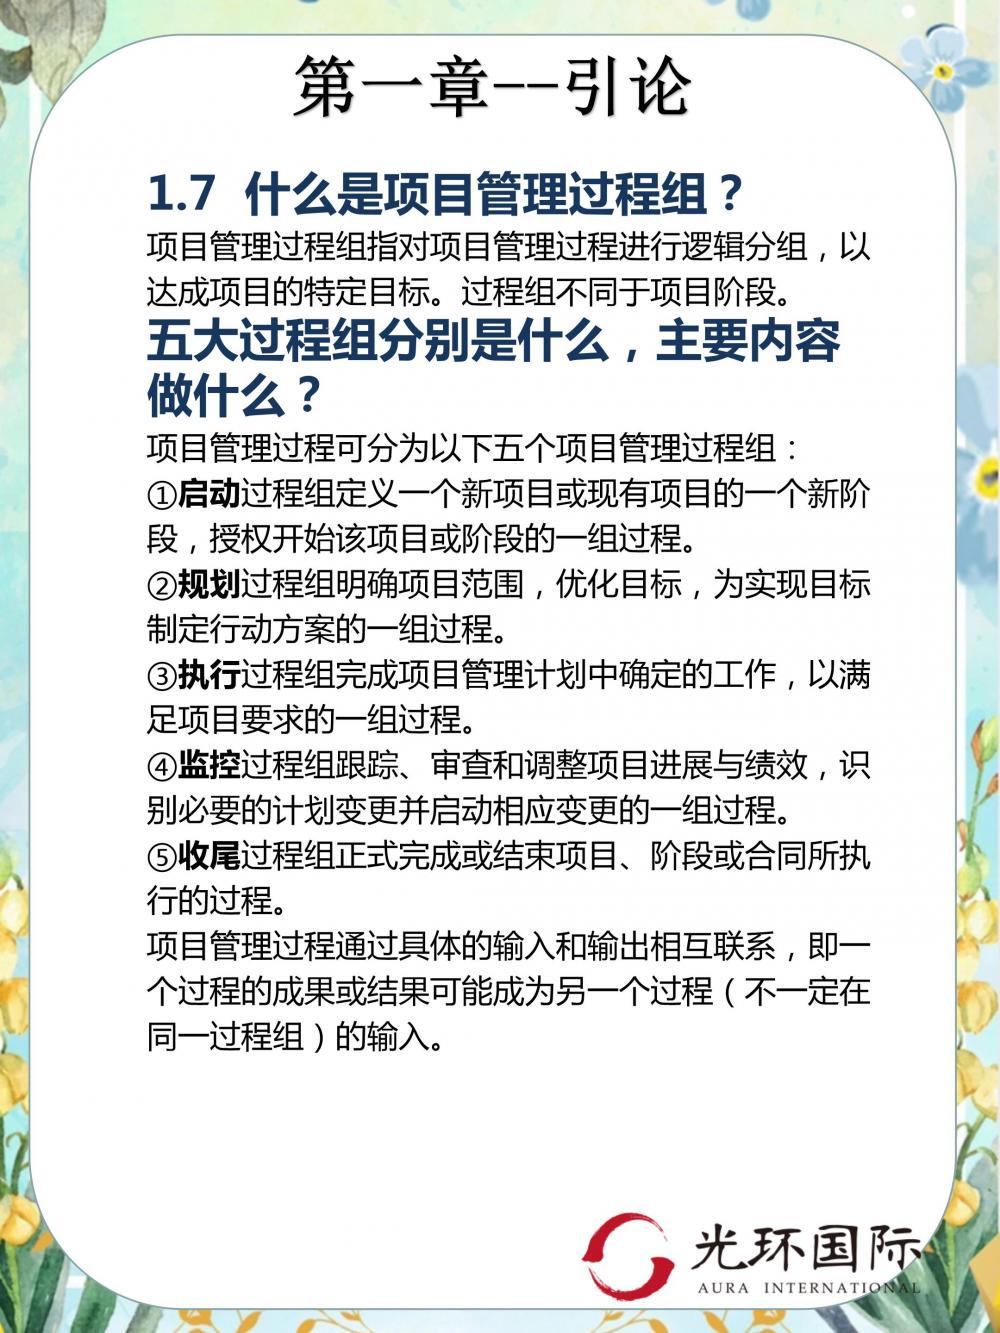 第一章--引论
1.7 什么是项目管理过程组？
项目管理过程组指对项目管理过程进行逻辑分组，以
达成项目的特定目标。过程组不同于项目阶段。
五大过程组分别是什么，主要内容
做什么？
项目管理过程可分为以下五个项目管理过程组：
①启动过程组定义一个新项目或现有项目的一个新阶
段，授权开始该项目或阶段的一组过程。
②规划过程组明确项目范围，优化目标，为实现目标
制定行动方案的一组过程。
③执行过程组完成项目管理计划中确定的工作，以满
足项目要求的一组过程。
④监控过程组跟踪、审查和调整项目进展与绩效，识
别必要的计划变更并启动相应变更的一组过程。
⑤收尾过程组正式完成或结束项目、阶段或合同所执
行的过程。
项目管理过程通过具体的输入和输出相互联系，即一
个过程的成果或结果可能成为另一个过程（不一定在
同一过程组）的输入。
光环国际
AURA INTERNATIONAL